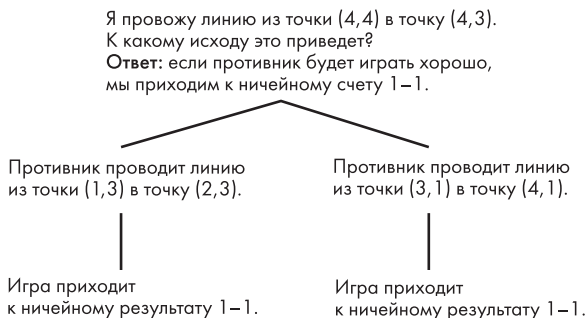 Я провожу линию из точки (4,4) в точку (4,3).
К какому исходу это приведет?
Ответ: если противник будет играть хорошо,
мы приходим к ничейному счету 1–1.
Противник проводит линию
из точки (1,3) в точку (2,3).
Противник проводит линию
из точки (3,1) в точку (4,1).
Игра приходит
к ничейному результату 1–1.
Игра приходит
к ничейному результату 1–1.